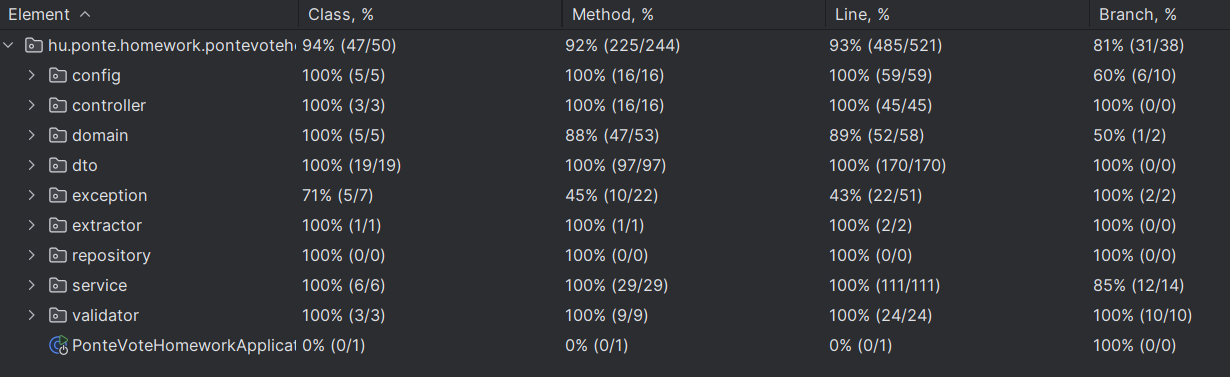 Element Class, % Method, % Line, % Branch, %
hu.ponte.homework.pontevoteho 94% (47/50) 92% (225/244) 93% (485/521) 81% (31/38)
config 100% (5/5) 100% (16/16) 100% (59/59) 60% (6/10)
controller 100% (3/3) 100% (16/16) 100% (45/45) 100% (0/0)
domain 100% (5/5) 88% (47/53) 89% (52/58) 50% (1/2)
dto 100% (19/19) 100% (97/97) 100% (170/170) 100% (0/0)
exception 71% (5/7) 45% (10/22) 43% (22/51) 100% (2/2)
extractor 100% (1/1) 100% (1/1) 100% (2/2) 100% (0/0)
repository 100% (0/0) 100% (0/0) 100% (0/0) 100% (0/0)
service 100% (6/6) 100% (29/29) 100% (111/111) 85% (12/14)
validator 100% (3/3) 100% (9/9) 100% (24/24) 100% (10/10)
PonteVoteHomeworkApplicat 0% (0/1) 0% (0/1) 0% (0/1) 100% (0/0)